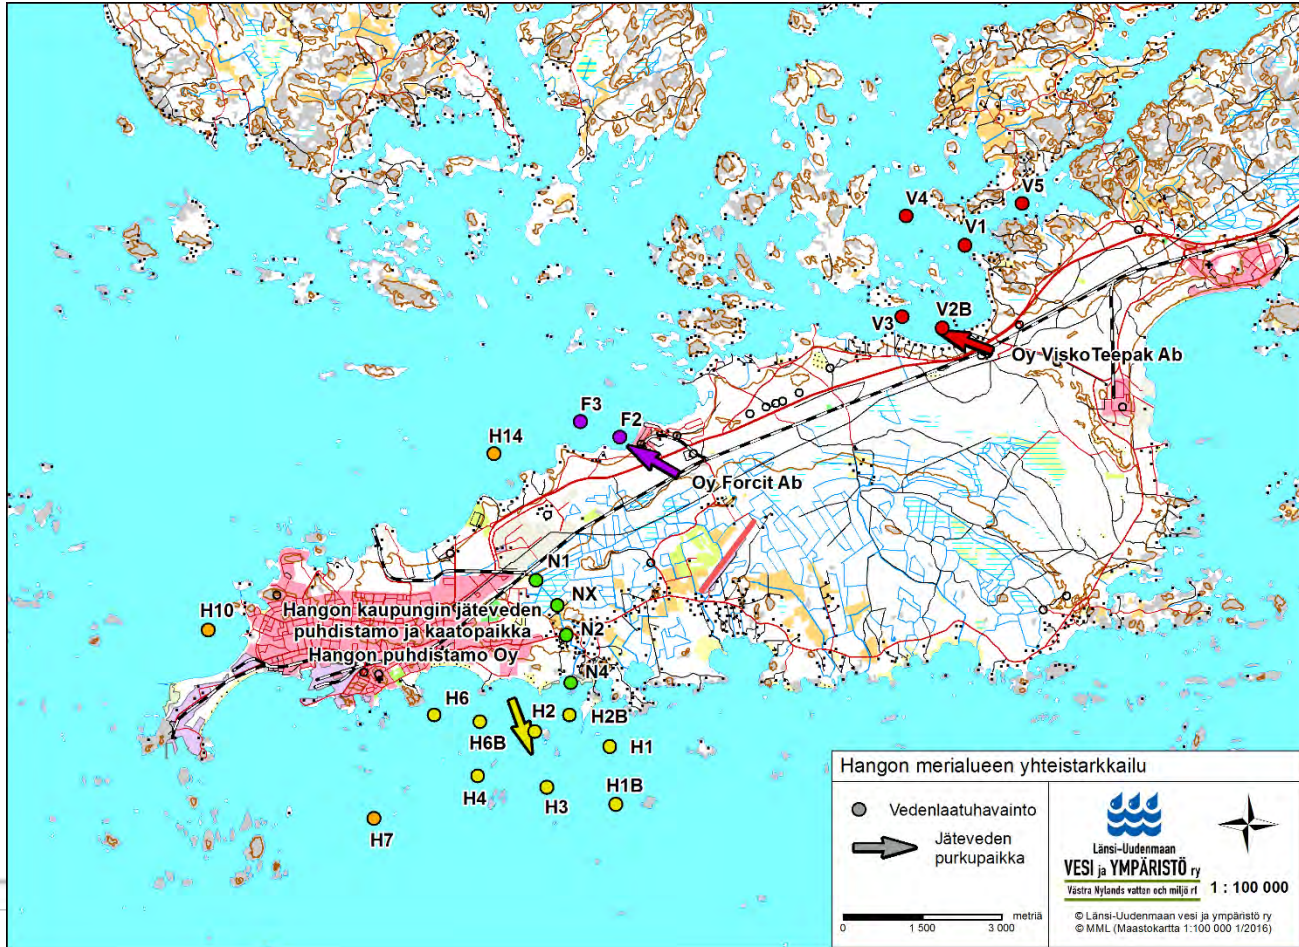 V5
V4
V1
V3
V2B
Oy ViskoTeepak Ab
F3
F2
H14
Oy Forcit Ab
N1
NX
H10
Hangon kaupungin jäteveden
puhdistamo ja kaatopaikka
N2
Hangon puhdistamo Oy
N4
H6
H2
H2B
H6B
H1
H4
H3
H1B
H7
Hangon merialueen yhteistarkkailu
Vedenlaatuhavainto
Jäteveden
purkupaikka
metriä
0 1 500 3 000
Länsi-Uudenmaan
VESI ja YMPÄRISTÖ ry
Västra Nylands vatten och miljö rf
1 : 100 000
© Länsi-Uudenmaan vesi ja ympäristö ry
© MML (Maastokartta 1:100 000 1/2016)